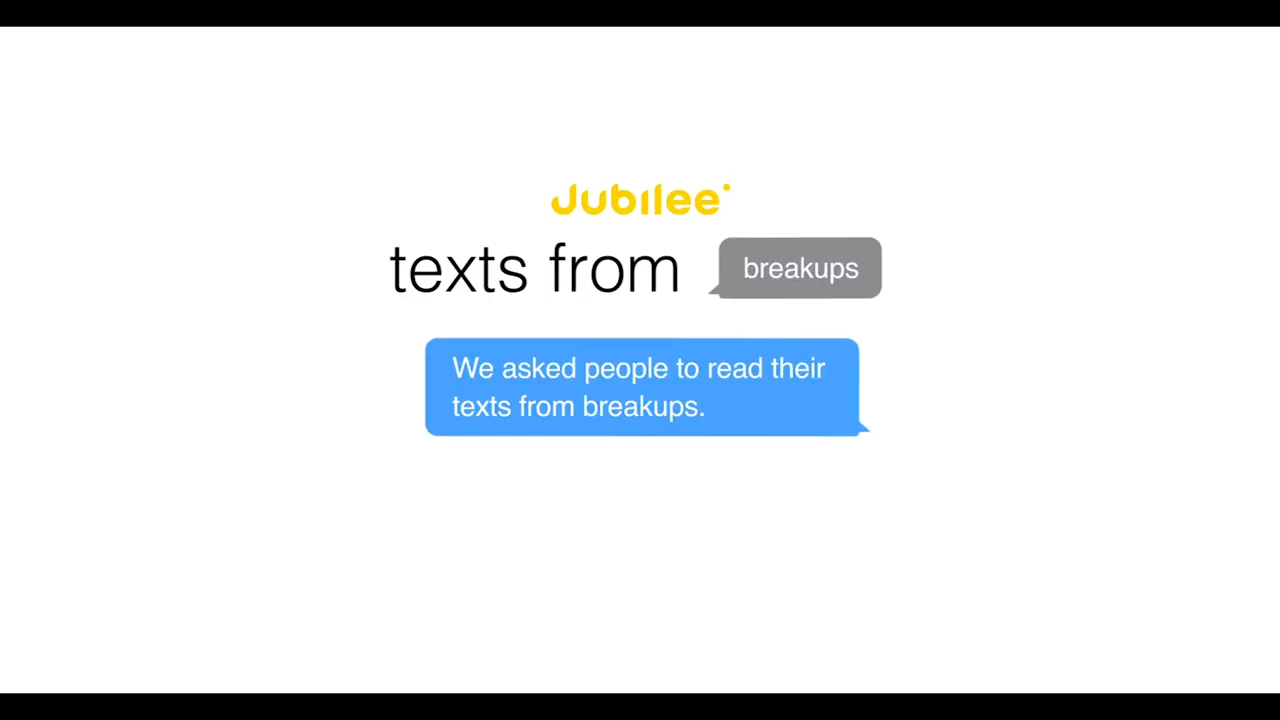 Jubilee
texts from breakups
We asked people to read their
texts from breakups.